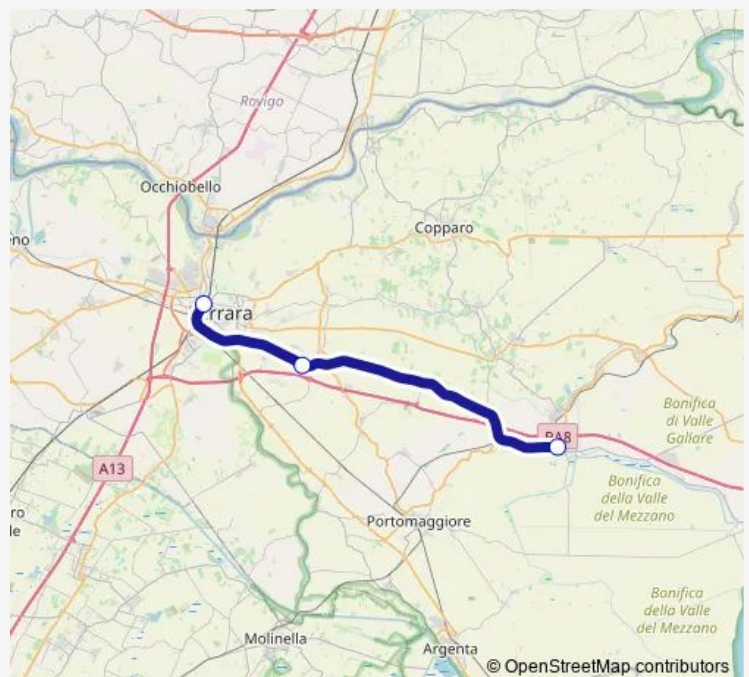 Rovigo
Occhiobello
Copparo
no
rrara
Bonifica
di Valle
Gallare
RA8
A13
Bonifica
della Valle
del Mezzano
ro
le
Portomaggiore
Bonifica
della Valle
del Mezzano
Molinella
Argenta
© OpenStreetMap contributors